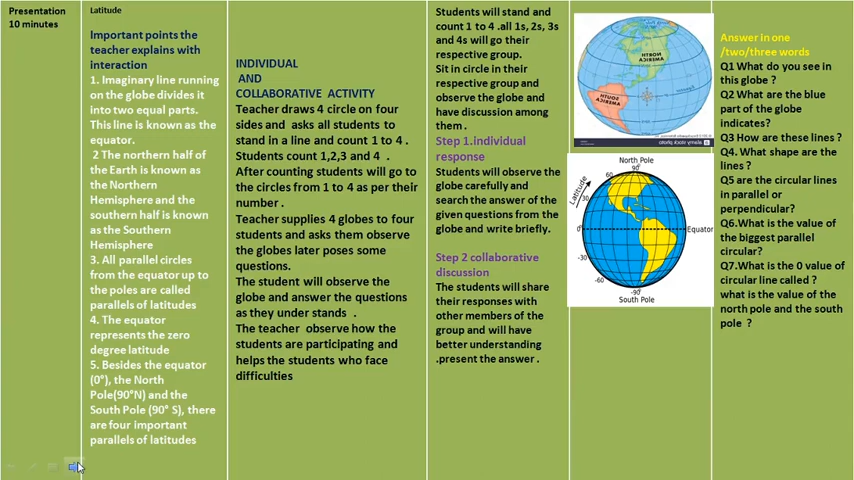 Presentation
10 minutes
Latitude
Important points the
teacher explains with
interaction
1. Imaginary line running
on the globe divides it
into two equal parts.
This line is known as the
equator.
2 The northern half of
the Earth is known as
the Northern
Hemisphere and the
southern half is known
as the Southern
Hemisphere
3. All parallel circles
from the equator up to
the poles are called
parallels of latitudes
4. The equator
represents the zero
degree latitude
5. Besides the equator
(0°), the North
Pole(90°N) and the
South Pole (90° S), there
are four important
parallels of latitudes
INDIVIDUAL
AND
COLLABORATIVE ACTIVITY
Teacher draws 4 circle on four
sides and asks all students to
stand in a line and count 1 to 4 .
Students count 1,2,3 and 4 .
After counting students will go to
the circles from 1 to 4 as per their
number .
Teacher supplies 4 globes to four
students and asks them observe
the globes later poses some
questions.
The student will observe the
globe and answer the questions
as they under stands .
The teacher observe how the
students are participating and
helps the students who face
difficulties
Students will stand and
count 1 to 4 .all 1s, 2s, 3s
and 4s will go their
respective group.
Sit in circle in their
respective group and
observe the globe and
have discussion among
them .
Step 1.individual
response
Students will observe the
globe carefully and
search the answer of the
given questions from the
globe and write briefly.
Step 2 collaborative
discussion
The students will share
their responses with
other members of the
group and will have
better understanding
.present the answer .
NORTH
AMERICA
SOUTH
AMERICA
alamy stock photo
North Pole
90°
Latitude
60
30
0°
Equator
-30
-60
-90
South Pole
Answer in one
/two/three words
Q1 What do you see in
this globe ?
Q2 What are the blue
part of the globe
indicates?
Q3 How are these lines ?
Q4. What shape are the
lines ?
Q5 are the circular lines
in parallel or
perpendicular?
Q6.What is the value of
the biggest parallel
circular?
Q7.What is the 0 value of
circular line called ?
what is the value of the
north pole and the south
pole ?